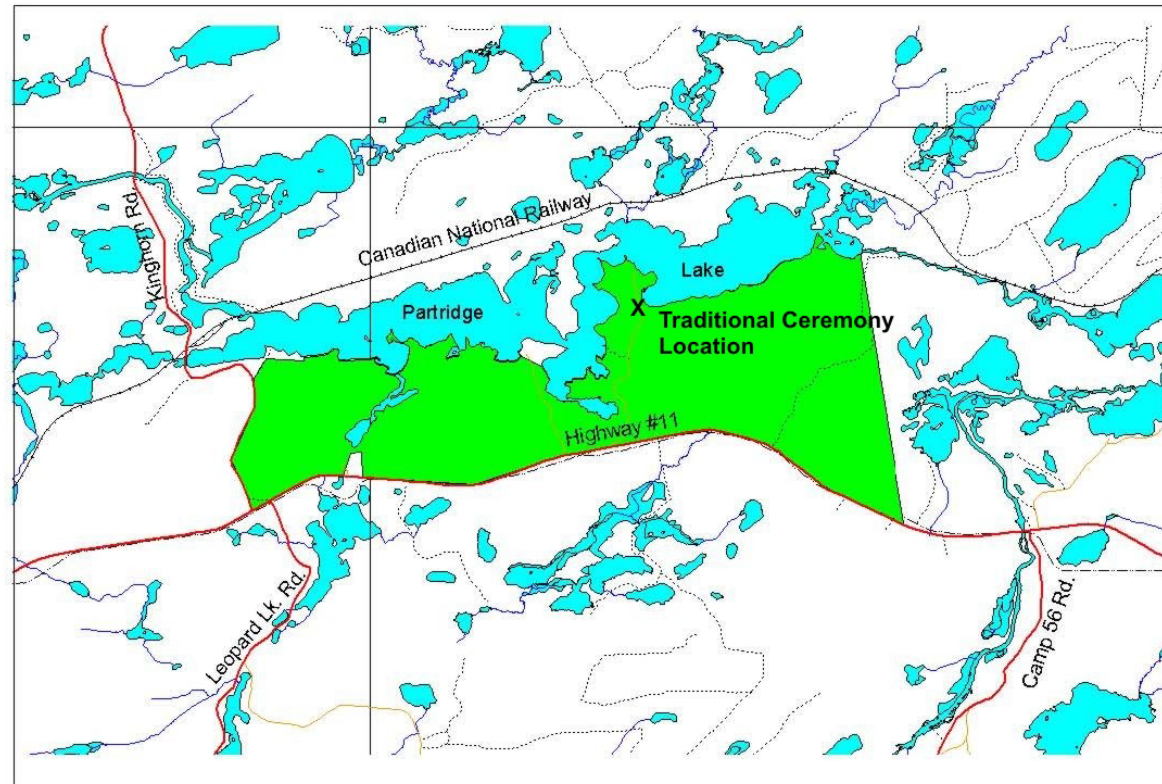 Kinghorn Rd
Canadian National Railway
Lake
Partridge
X
Traditional Ceremony
Location
Highway #11
Leopard Lk. Rd.
Camp 56 Rd.